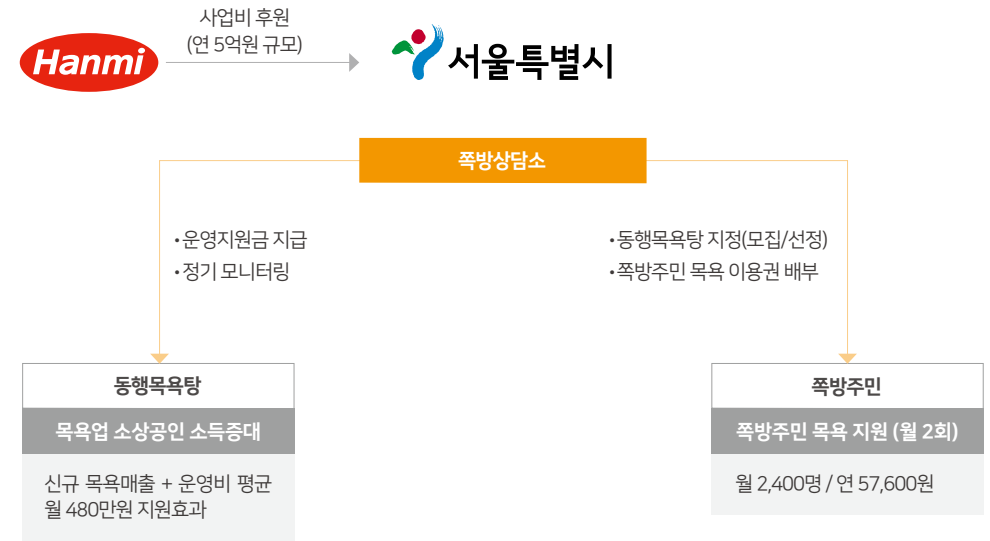 사업비 후원
(연 5억원 규모)
Hanmi
서울특별시
쪽방상담소
•운영지원금 지급
•정기 모니터링
•동행목욕탕 지정(모집/선정)
•쪽방주민 목욕 이용권 배부
동행목욕탕
목욕업 소상공인 소득증대
신규 목욕매출 + 운영비 평균
월 480만원 지원효과
쪽방주민
쪽방주민 목욕 지원 (월 2회)
월 2,400명 / 연 57,600원